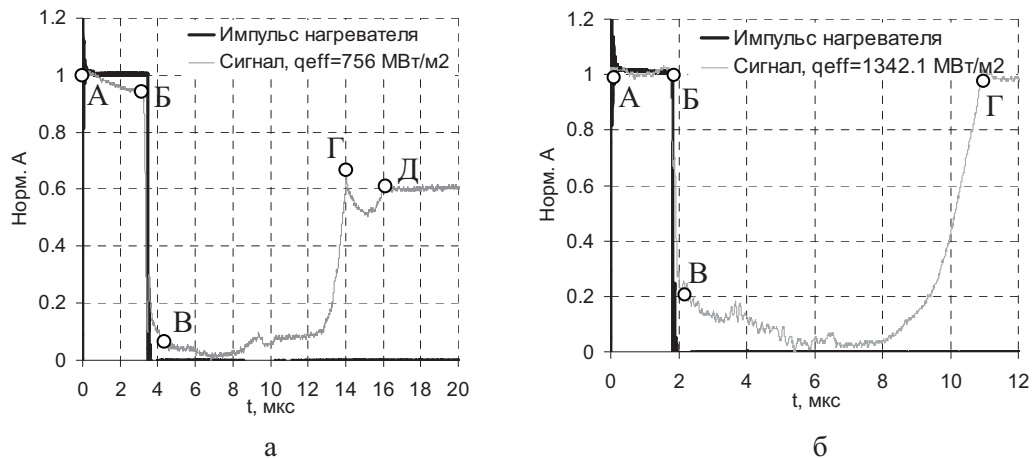 1.2
1
0.8
0.6
0.4
0.2
0
Норм. А
Импульс нагревателя
Сигнал, qeff=756 МВт/м2
А
Б
В
Г
Д
0 2 4 6 8 10 12 14 16 18 20
t, мкс
а
1.2
1
0.8
0.6
0.4
0.2
0
Норм. А
Импульс нагревателя
Сигнал, qeff=1342.1 МВт/м2
А
Б
В
Г
0 2 4 6 8 10 12
t, мкс
б